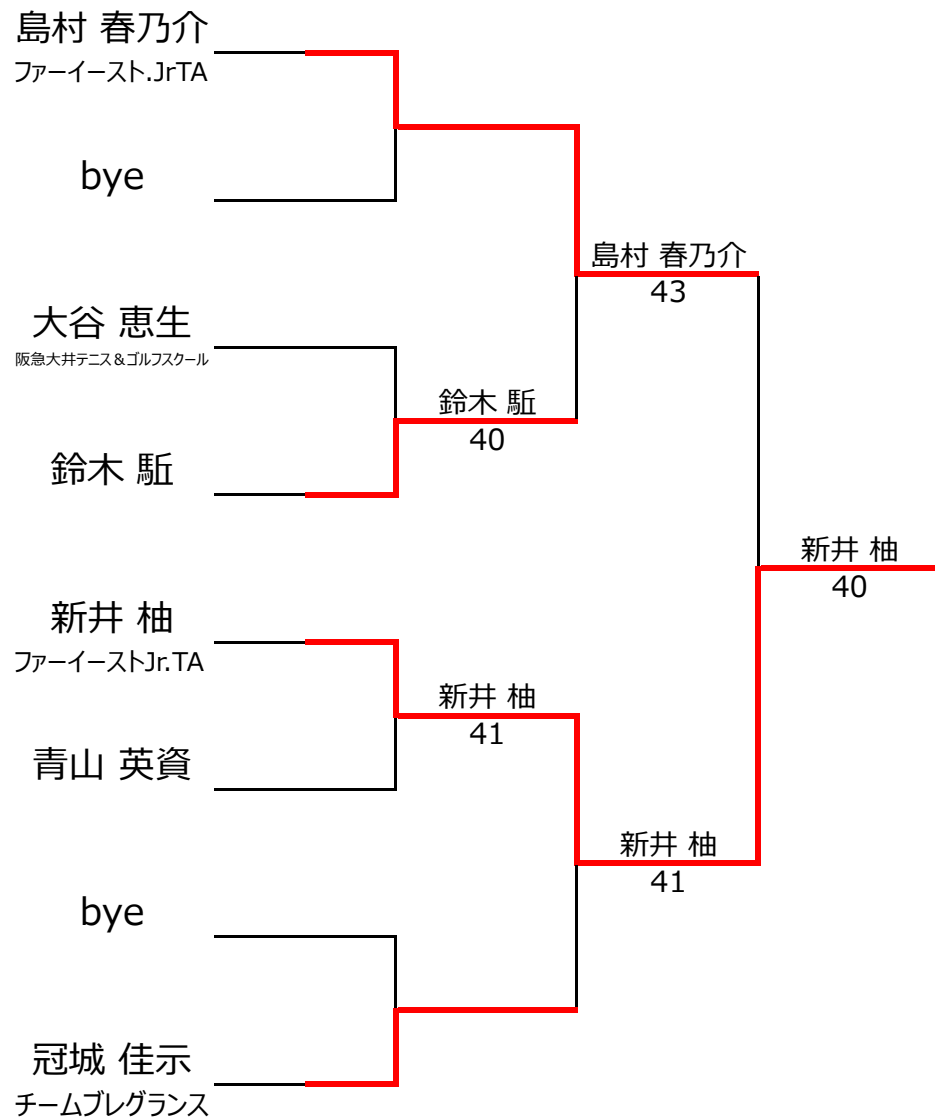 島村 春乃介
ファーイースト.JrTA
bye
島村 春乃介
43
大谷 恵生
阪急大井テニス&ゴルフスクール
鈴木 駈
40
鈴木 駈
新井 柚
40
新井 柚
ファーイーストJr.TA
新井 柚
41
青山 英資
新井 柚
41
bye
冠城 佳示
チームブレグランス